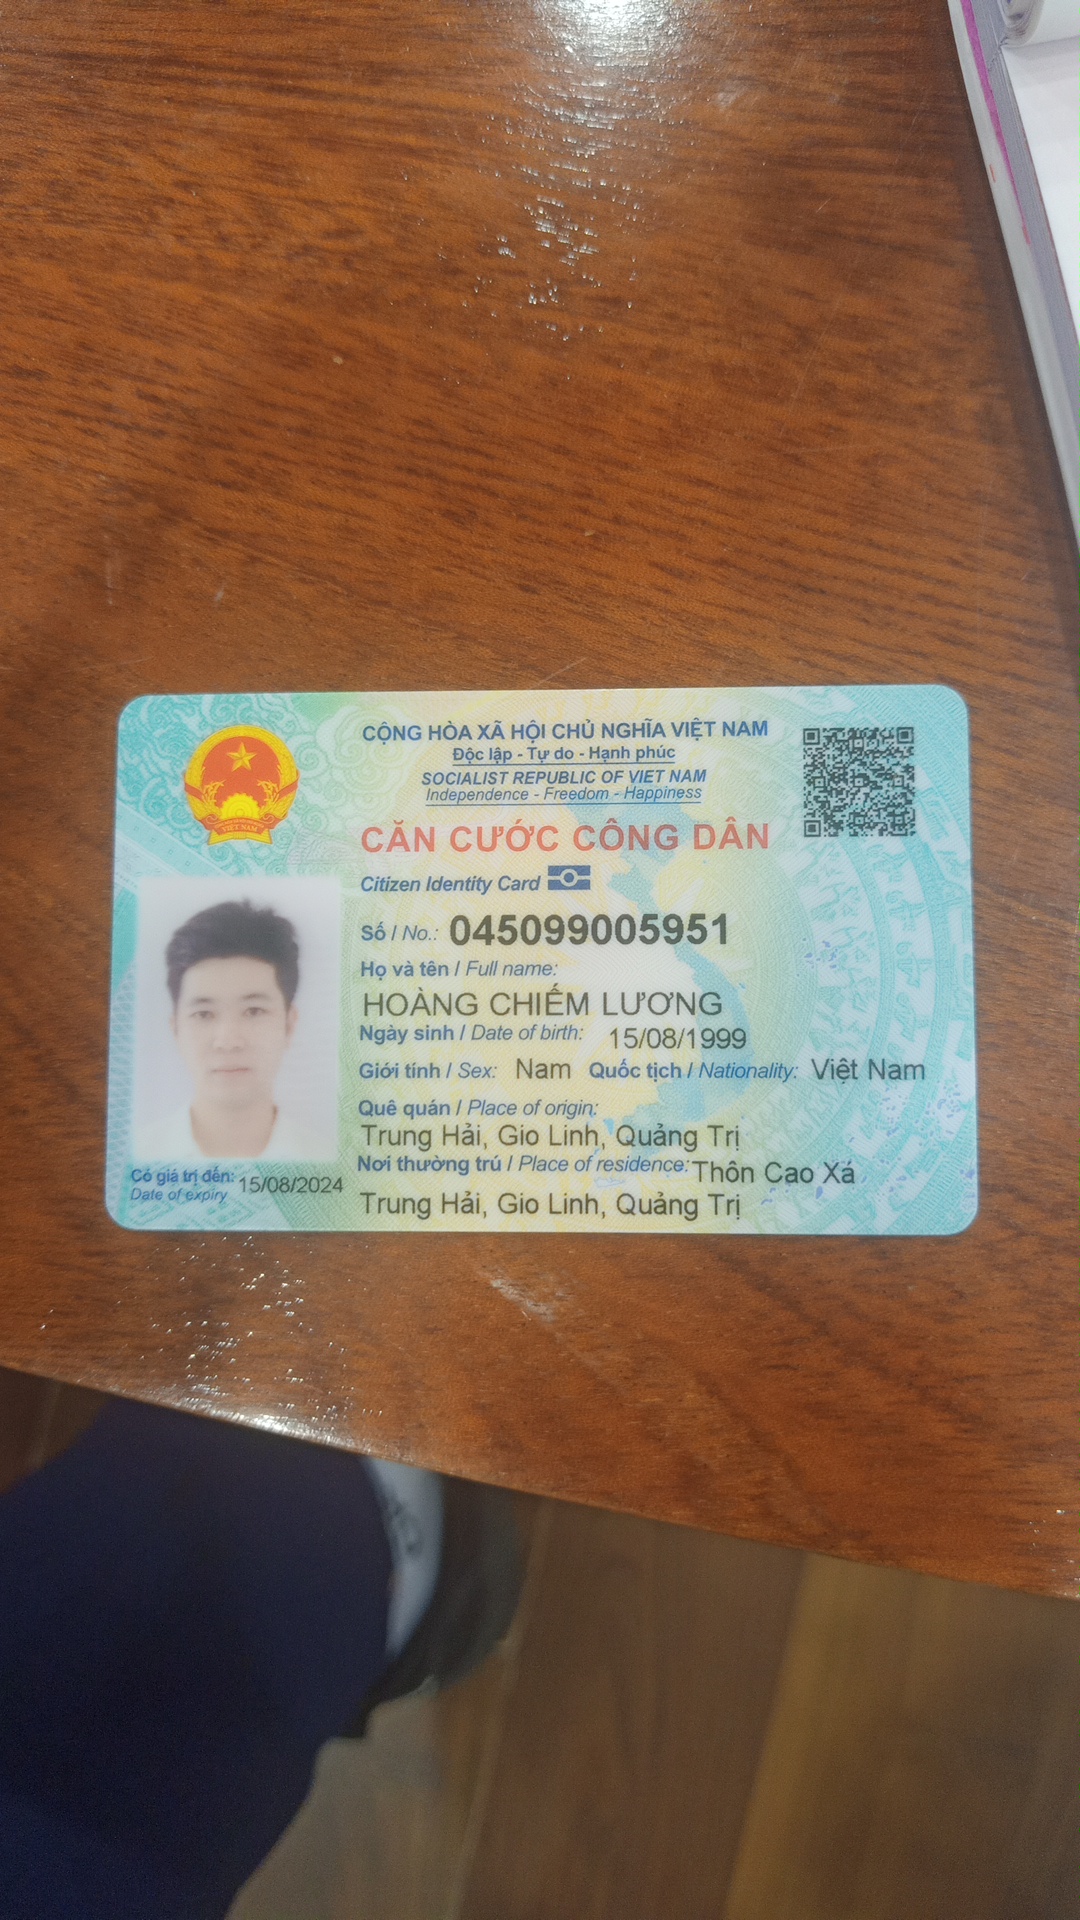 CỘNG HÒA XÃ HỘI CHỦ NGHĨA VIỆT NAM
Độc lập - Tự do - Hạnh phúc
SOCIALIST REPUBLIC OF VIET NAM
Independence - Freedom - Happiness
CĂN CƯỚC CÔNG DÂN
Citizen Identity Card
Số / No.: 045099005951
Họ và tên / Full name:
HOÀNG CHIẾM LƯƠNG
Ngày sinh / Date of birth: 15/08/1999
Giới tính / Sex: Nam Quốc tịch / Nationality: Việt Nam
Quê quán / Place of origin:
Trung Hải, Gio Linh, Quảng Trị
Nơi thường trú / Place of residence: Thôn Cao Xá
Trung Hải, Gio Linh, Quảng Trị
Có giá trị đến: 15/08/2024
Date of expiry
VIET NAM